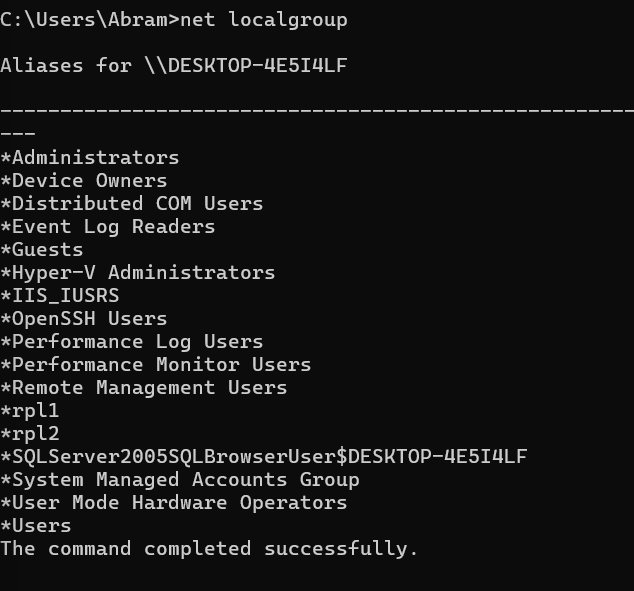 C:\Users\Abram>net localgroup
Aliases for \\DESKTOP-4E5I4LF
-----------------------------------------------------
---
*Administrators
*Device Owners
*Distributed COM Users
*Event Log Readers
*Guests
*Hyper-V Administrators
*IIS_IUSRS
*OpenSSH Users
*Performance Log Users
*Performance Monitor Users
*Remote Management Users
*rpl1
*rpl2
*SQLServer2005SQLBrowserUser$DESKTOP-4E5I4LF
*System Managed Accounts Group
*User Mode Hardware Operators
*Users
The command completed successfully.